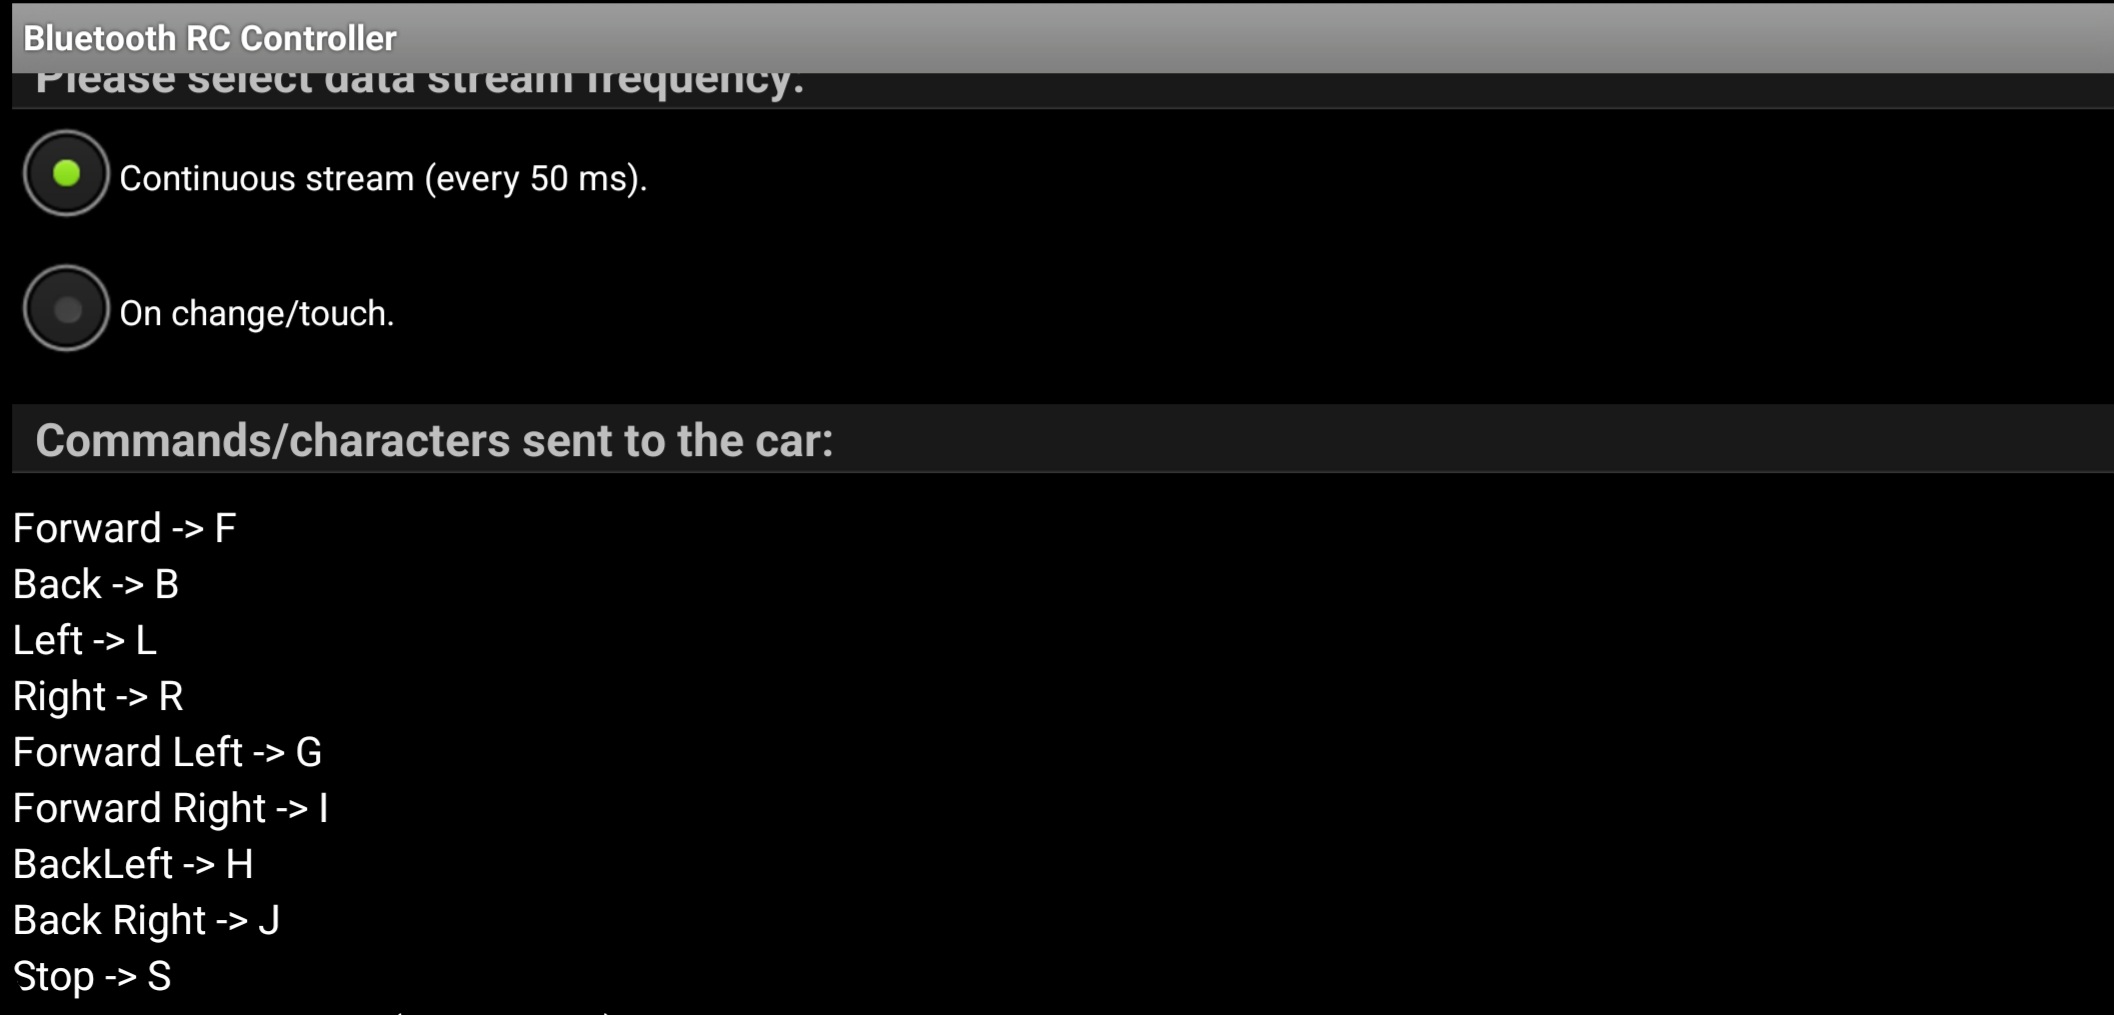 Bluetooth RC Controller
Please select data stream frequency:
Continuous stream (every 50 ms).
On change/touch.
Commands/characters sent to the car:
Forward -> F
Back -> B
Left -> L
Right -> R
Forward Left -> G
Forward Right -> I
BackLeft -> H
Back Right -> J
Stop -> S